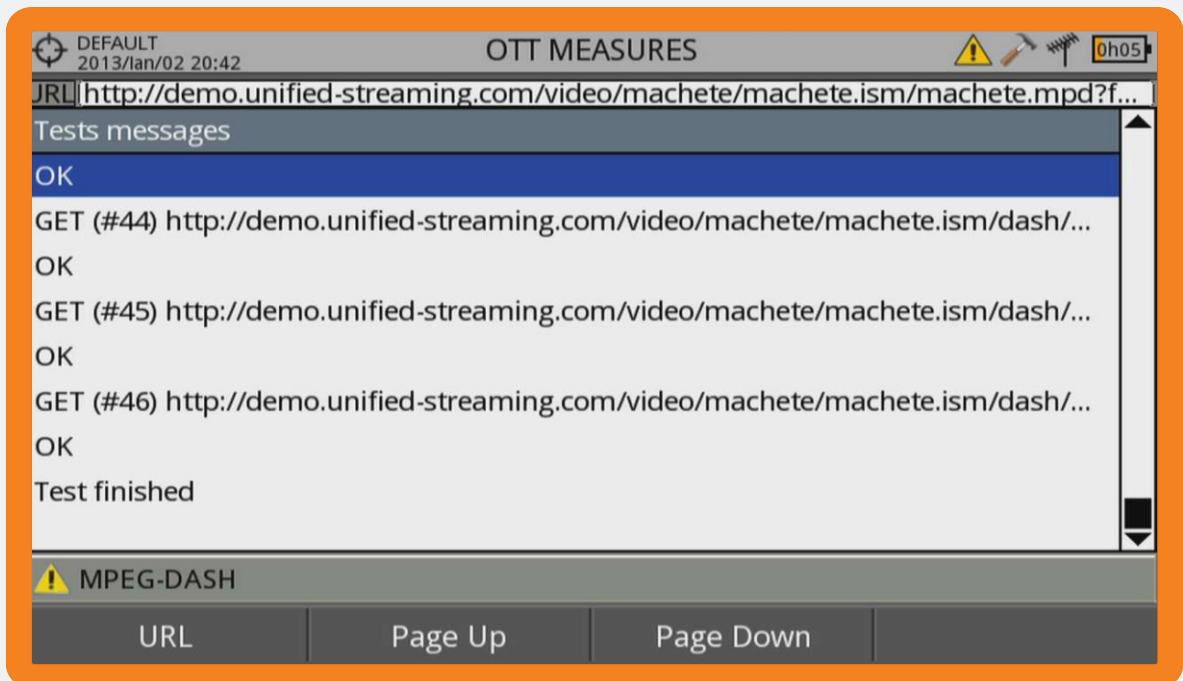 DEFAULT
2013/Jan/02 20:42
OTT MEASURES
0h05
URL http://demo.unified-streaming.com/video/machete/machete.ism/machete.mpd?f...
Tests messages
OK
GET (#44) http://demo.unified-streaming.com/video/machete/machete.ism/dash/...
OK
GET (#45) http://demo.unified-streaming.com/video/machete/machete.ism/dash/...
OK
GET (#46) http://demo.unified-streaming.com/video/machete/machete.ism/dash/...
OK
Test finished
MPEG-DASH
URL
Page Up
Page Down